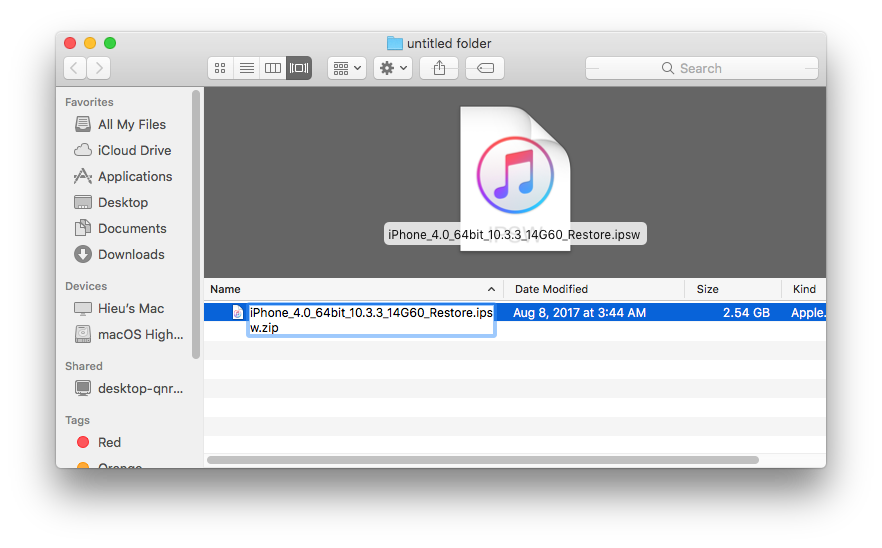 untitled folder
Search
Favorites
All My Files
iCloud Drive
Applications
Desktop
Documents
Downloads
Devices
Hieu's Mac
macOS High...
Shared
desktop-qnr...
Tags
Red
Orange
iPhone_4.0_64bit_10.3.3_14G60_Restore.ipsw
Name
Date Modified
Size
Kind
iPhone_4.0_64bit_10.3.3_14G60_Restore.ips
w.zip
Aug 8, 2017 at 3:44 AM
2.54 GB
Apple.